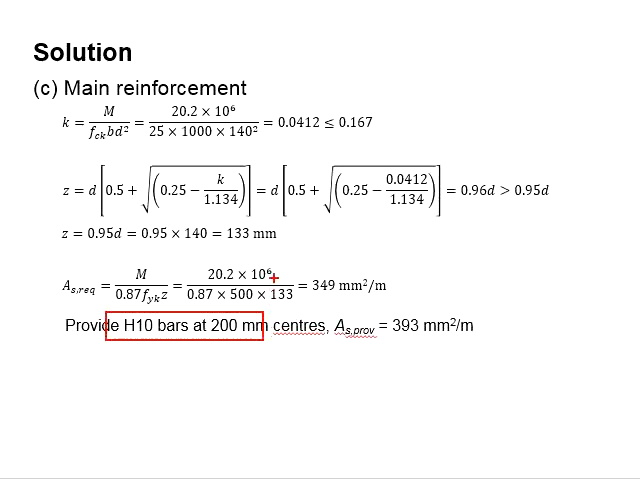 Solution
(c) Main reinforcement
k = M / f_ck bd² = 20.2 × 10⁶ / 25 × 1000 × 140² = 0.0412 ≤ 0.167
z = d [0.5 + √(0.25 − k / 1.134)] = d [0.5 + √(0.25 − 0.0412 / 1.134)] = 0.96d > 0.95d
z = 0.95d = 0.95 × 140 = 133 mm
A_s,req = M / 0.87f_yk z = 20.2 × 10⁶ / 0.87 × 500 × 133 = 349 mm²/m
Provide H10 bars at 200 mm centres, A_s,prov = 393 mm²/m